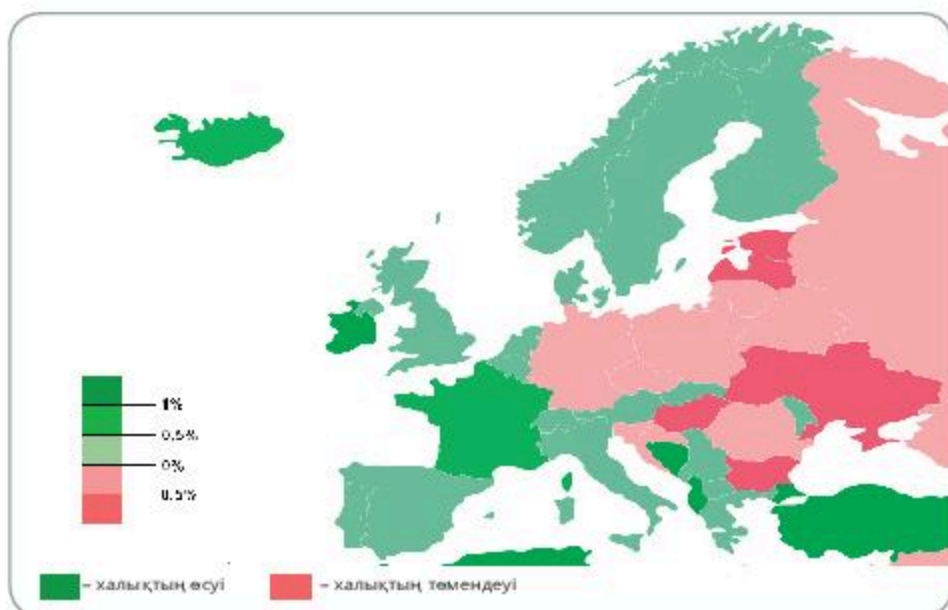 1%
0,5%
0%
0,5%
– халықтың өсуі
– халықтың төмендеуі